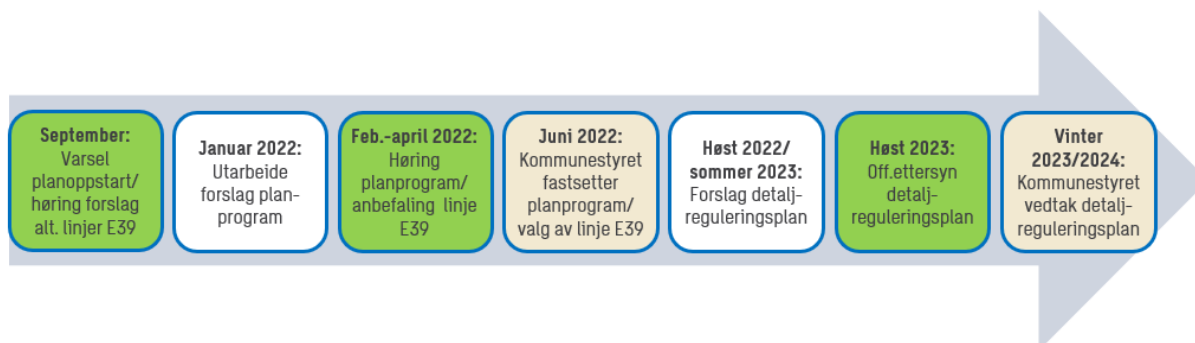 September:
Varsel
planoppstart/
høring forslag
alt. linjer E39
Januar 2022:
Utarbeide
forslag plan-
program
Feb.-april 2022:
Høring
planprogram/
anbefaling linje
E39
Juni 2022:
Kommunestyret
fastsetter
planprogram/
valg av linje E39
Høst 2022/
sommer 2023:
Forslag detalj-
reguleringsplan
Høst 2023:
Off.ettersyn
detalj-
reguleringsplan
Vinter
2023/2024:
Kommunestyret
vedtak detalj-
reguleringsplan